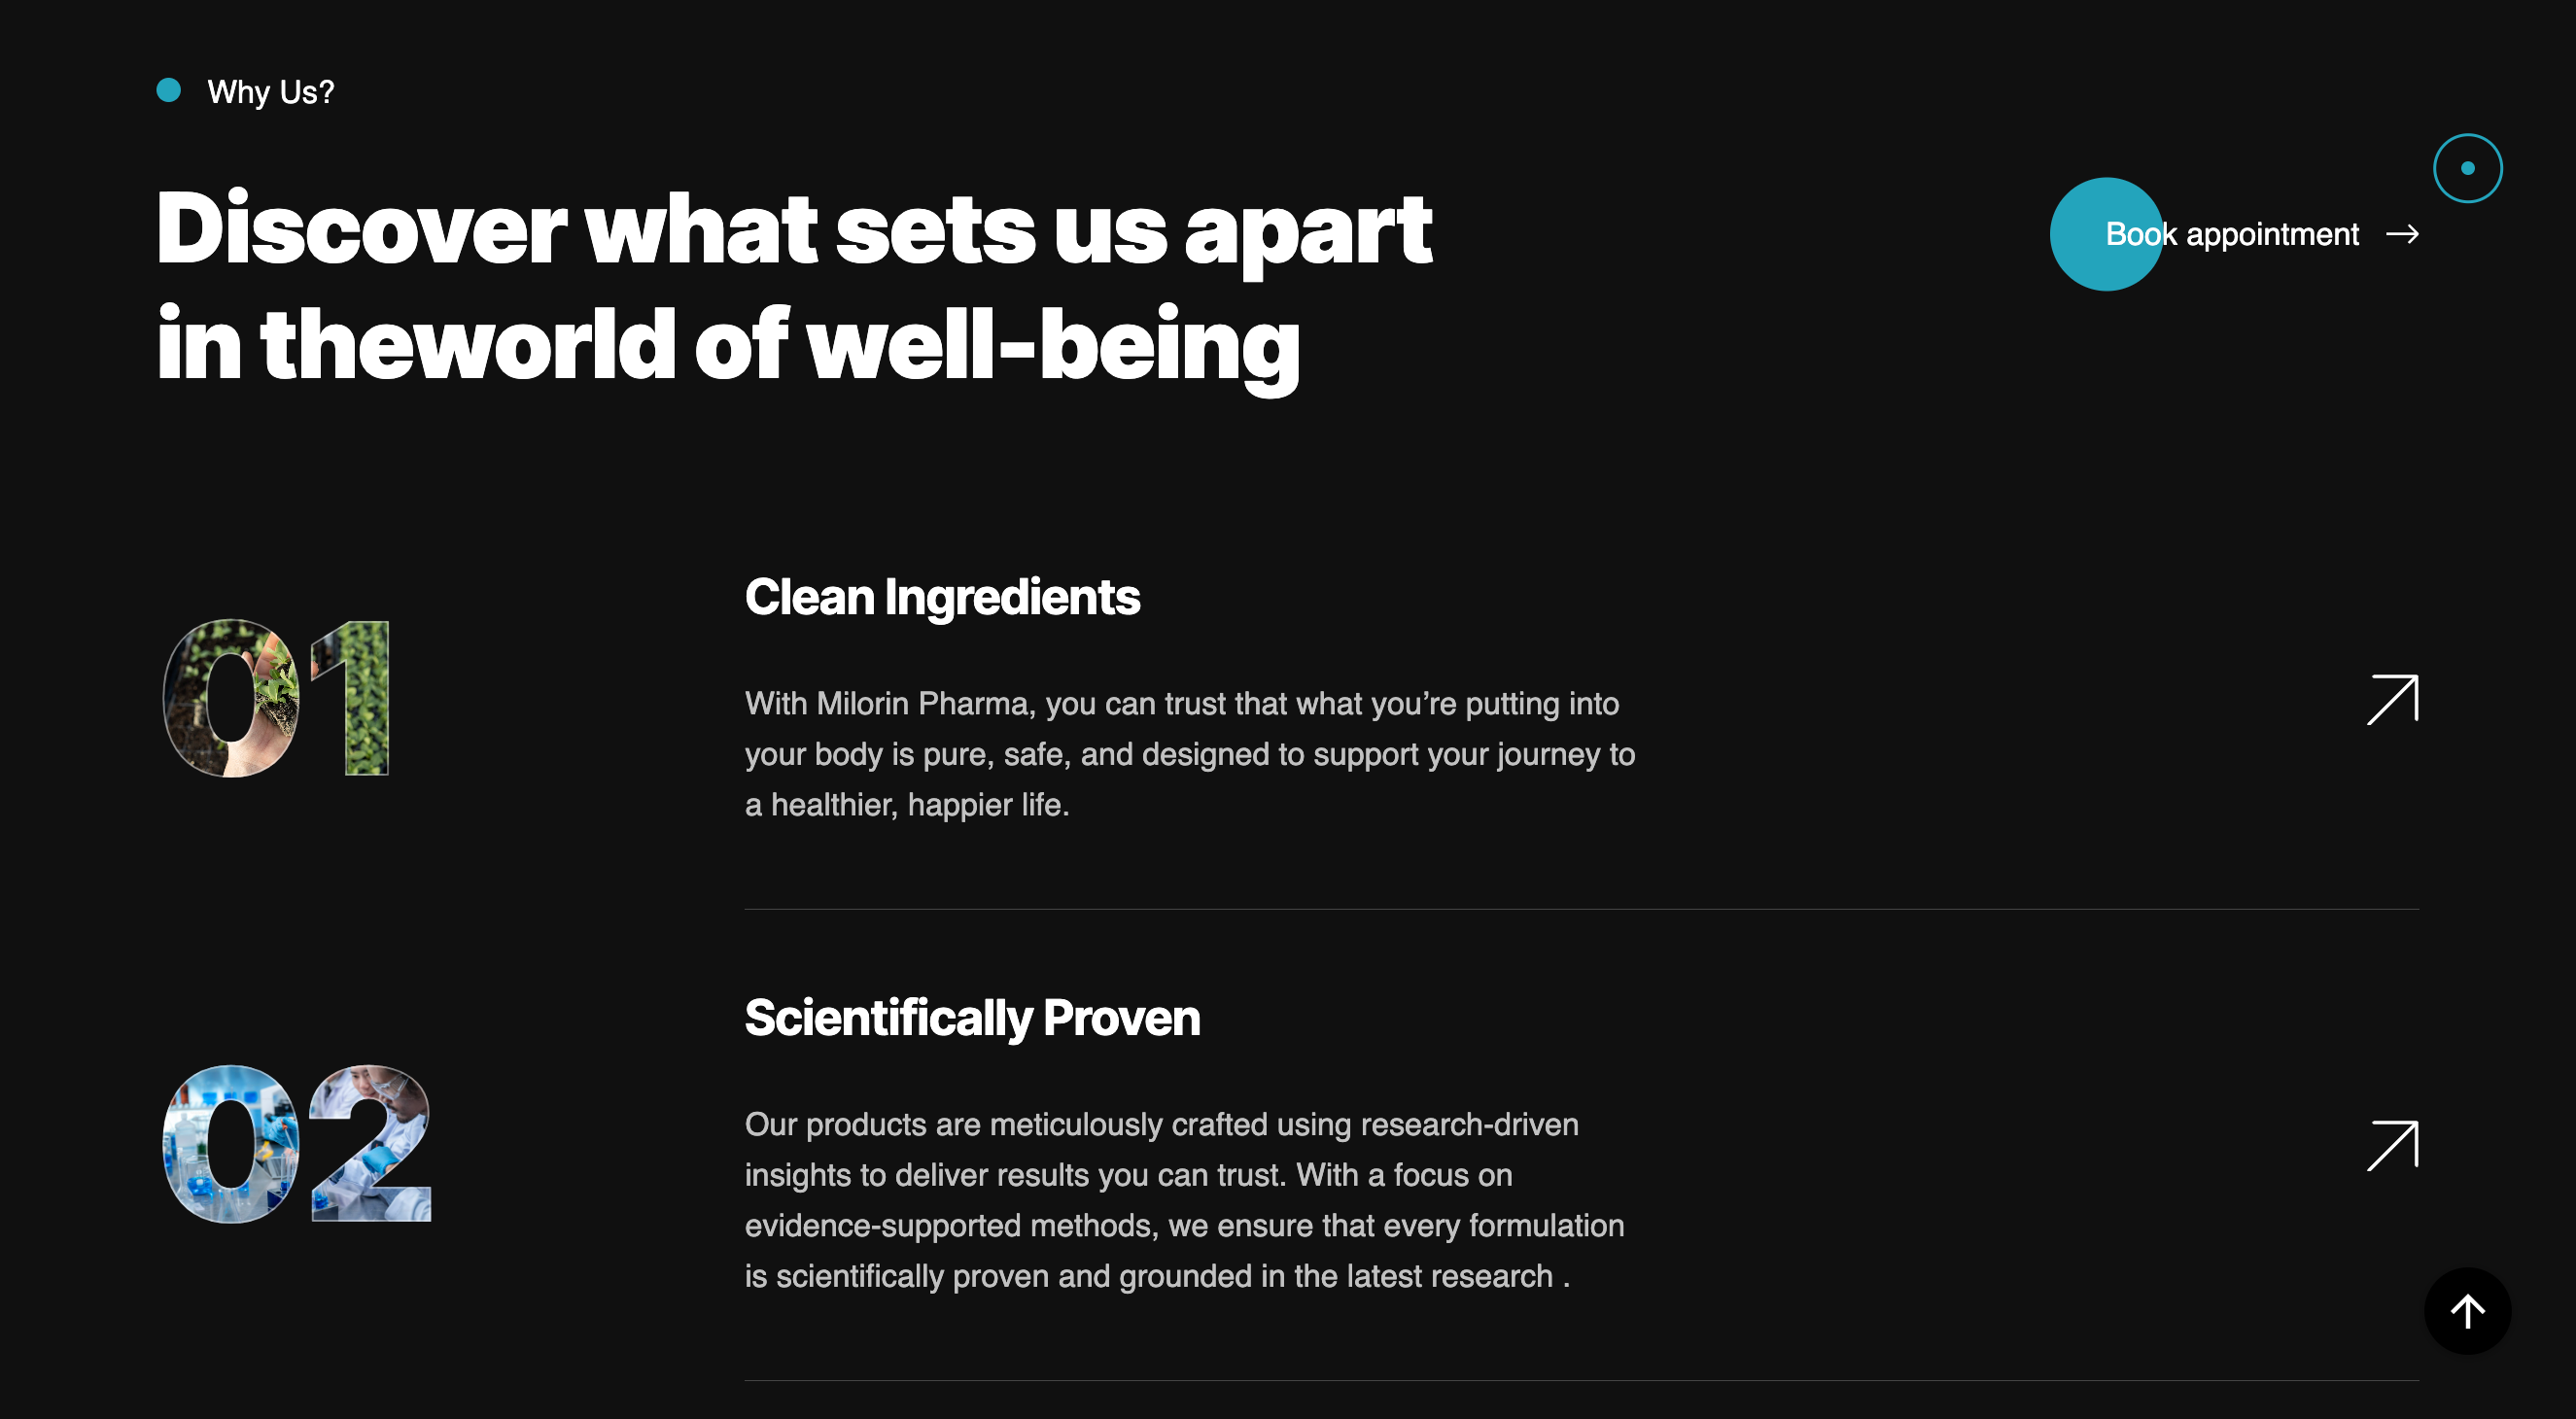 Why Us?
Discover what sets us apart
in theworld of well-being
Book appointment
01
Clean Ingredients
With Milorin Pharma, you can trust that what you’re putting into
your body is pure, safe, and designed to support your journey to
a healthier, happier life.
02
Scientifically Proven
Our products are meticulously crafted using research-driven
insights to deliver results you can trust. With a focus on
evidence-supported methods, we ensure that every formulation
is scientifically proven and grounded in the latest research .